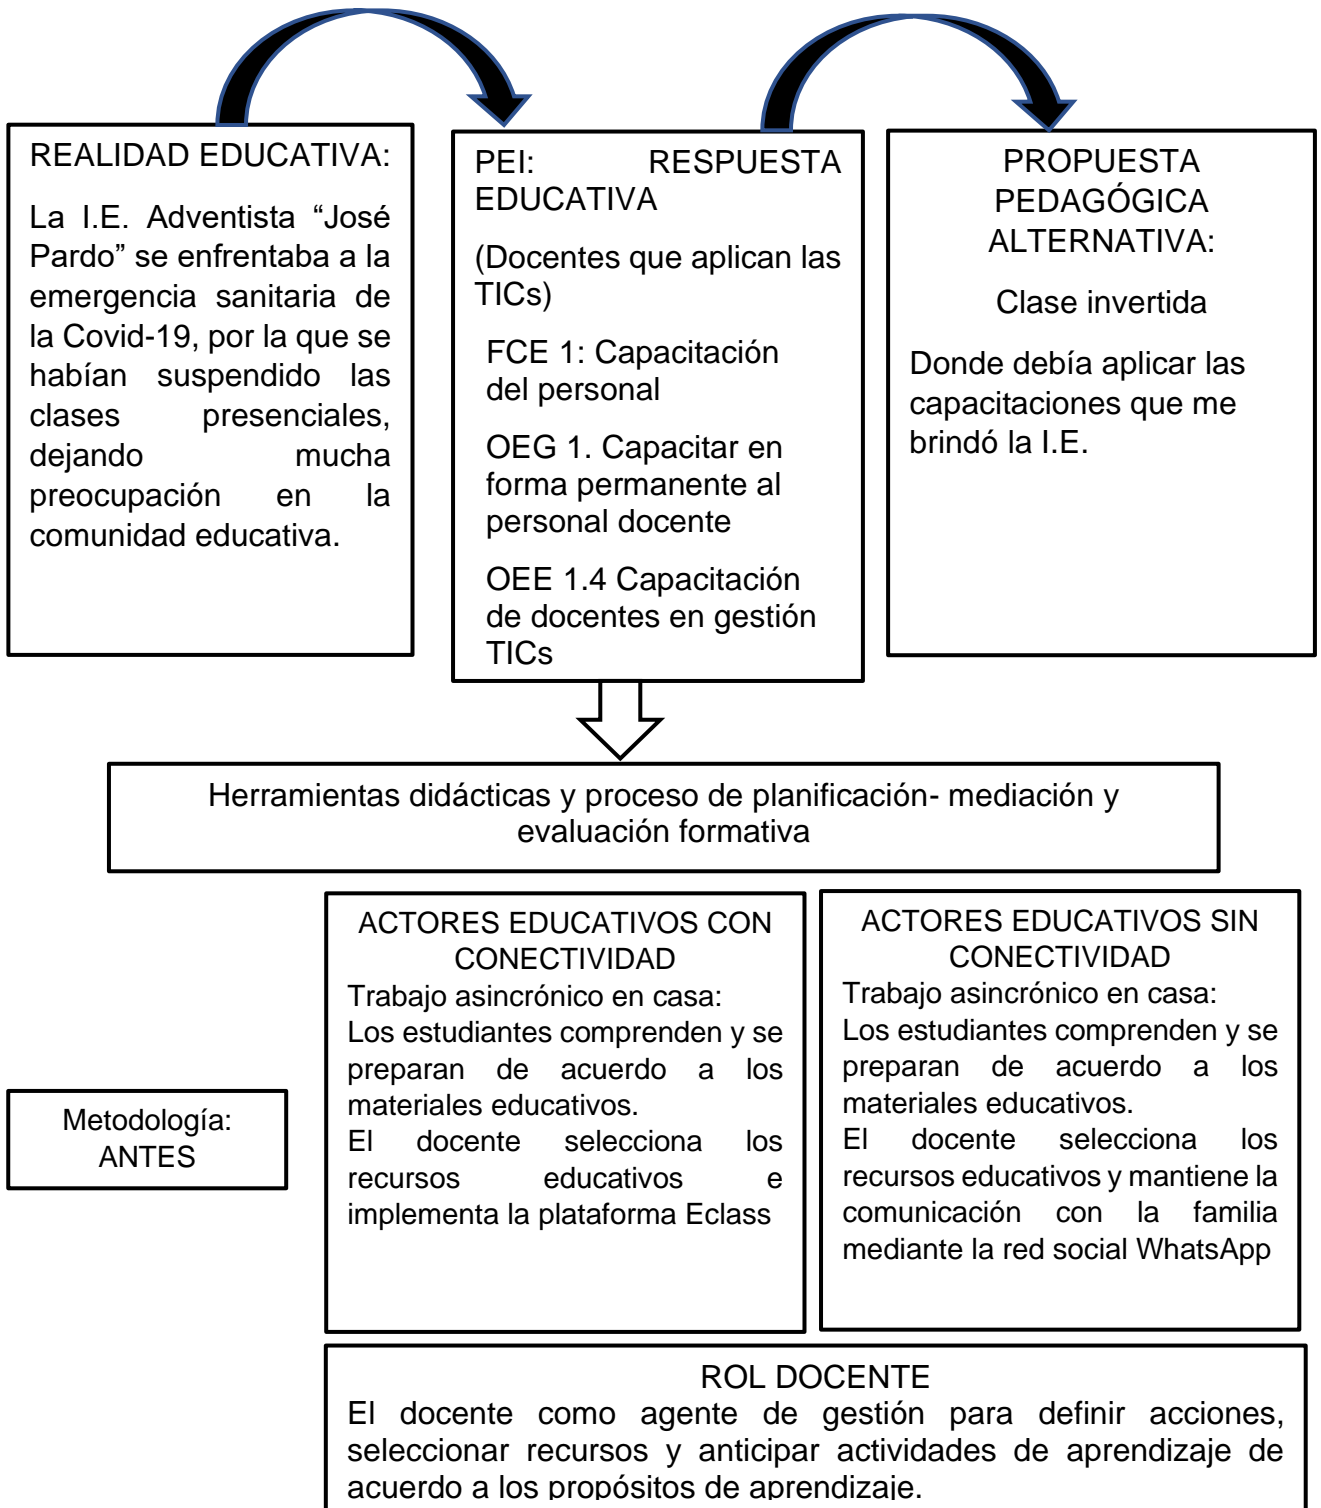 REALIDAD EDUCATIVA:
La I.E. Adventista “José
Pardo” se enfrentaba a la
emergencia sanitaria de
la Covid-19, por la que se
habían suspendido las
clases presenciales,
dejando mucha
preocupación en la
comunidad educativa.
PEI: RESPUESTA
EDUCATIVA
(Docentes que aplican las
TICs)
FCE 1: Capacitación
del personal
OEG 1. Capacitar en
forma permanente al
personal docente
OEE 1.4 Capacitación
de docentes en gestión
TICs
PROPUESTA
PEDAGÓGICA
ALTERNATIVA:
Clase invertida
Donde debía aplicar las
capacitaciones que me
brindó la I.E.
Herramientas didácticas y proceso de planificación- mediación y
evaluación formativa
Metodología:
ANTES
ACTORES EDUCATIVOS CON
CONECTIVIDAD
Trabajo asincrónico en casa:
Los estudiantes comprenden y se
preparan de acuerdo a los
materiales educativos.
El docente selecciona los
recursos educativos e
implementa la plataforma Eclass
ACTORES EDUCATIVOS SIN
CONECTIVIDAD
Trabajo asincrónico en casa:
Los estudiantes comprenden y se
preparan de acuerdo a los
materiales educativos.
El docente selecciona los
recursos educativos y mantiene la
comunicación con la familia
mediante la red social WhatsApp
ROL DOCENTE
El docente como agente de gestión para definir acciones,
seleccionar recursos y anticipar actividades de aprendizaje de
acuerdo a los propósitos de aprendizaje.